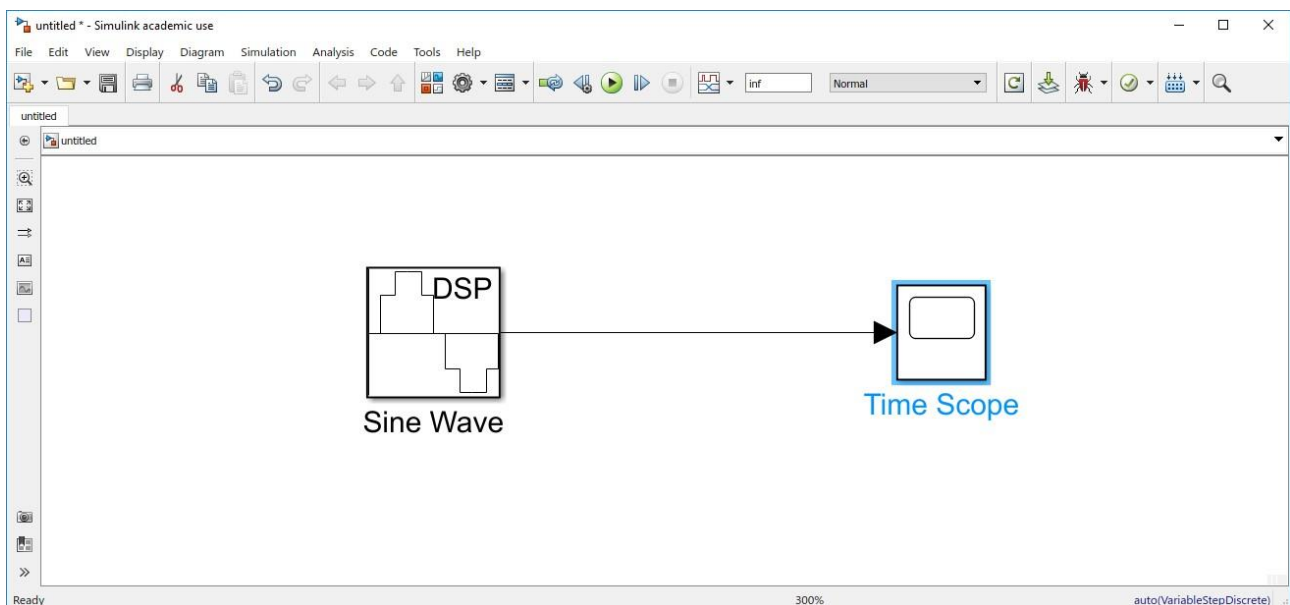 untitled * - Simulink academic use
File Edit View Display Diagram Simulation Analysis Code Tools Help
inf Normal
untitled
untitled
DSP
Sine Wave
Time Scope
Ready 300% auto(VariableStepDiscrete)